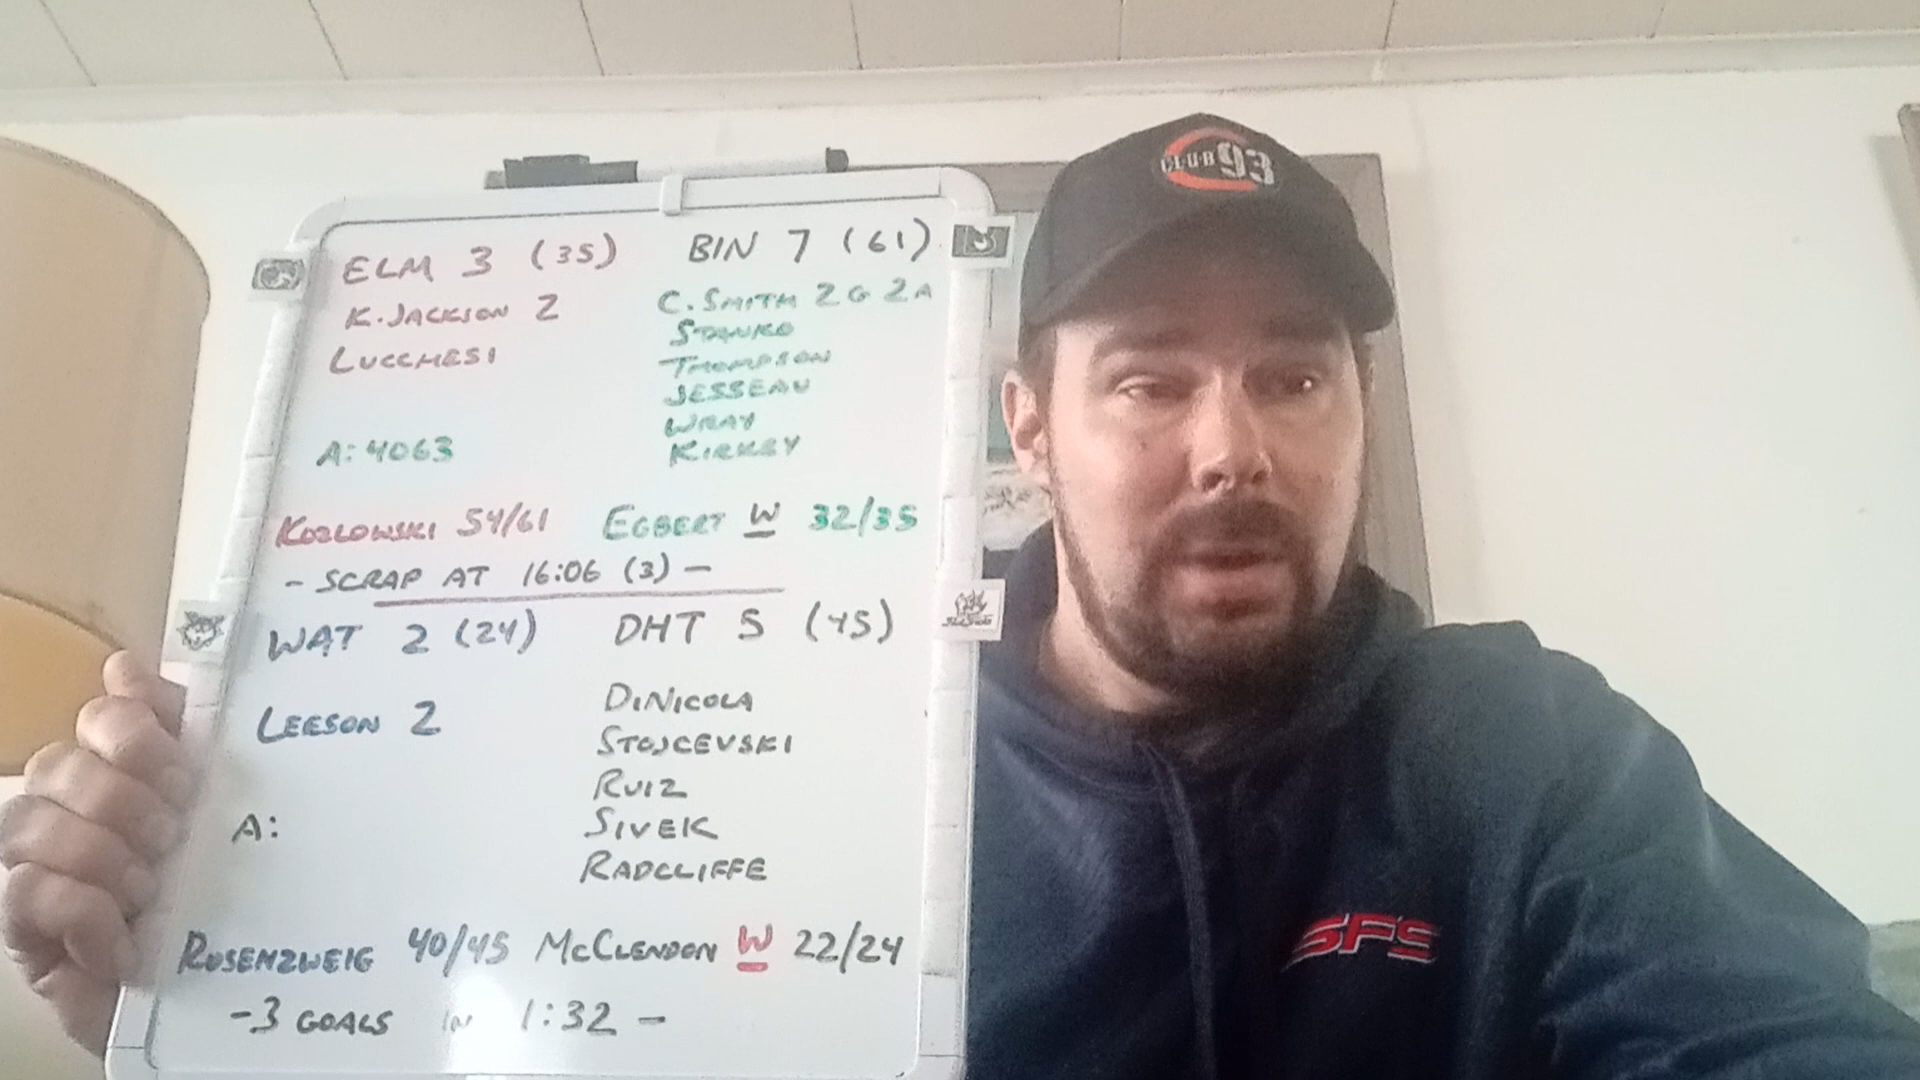 CLUB 93
ELM 3 (35) BIN 7 (61)
K. JACKSON 2 C. SMITH 2G 2A
LUCCHESI STANKO
THOMPSON
JESSEAU
WRAY
A: 4063 KIRKBY
KOZLOWSKI 54/61 EGBERT W 32/35
- SCRAP AT 16:06 (3) -
WAT 2 (24) DHT 5 (45)
LEESON 2 DINICOLA
STOJCEVSKI
RUIZ
A: SIVEK
RADCLIFFE
ROSENZWEIG 40/45 MCCLENDON W 22/24
-3 GOALS IN 1:32 -
SFS